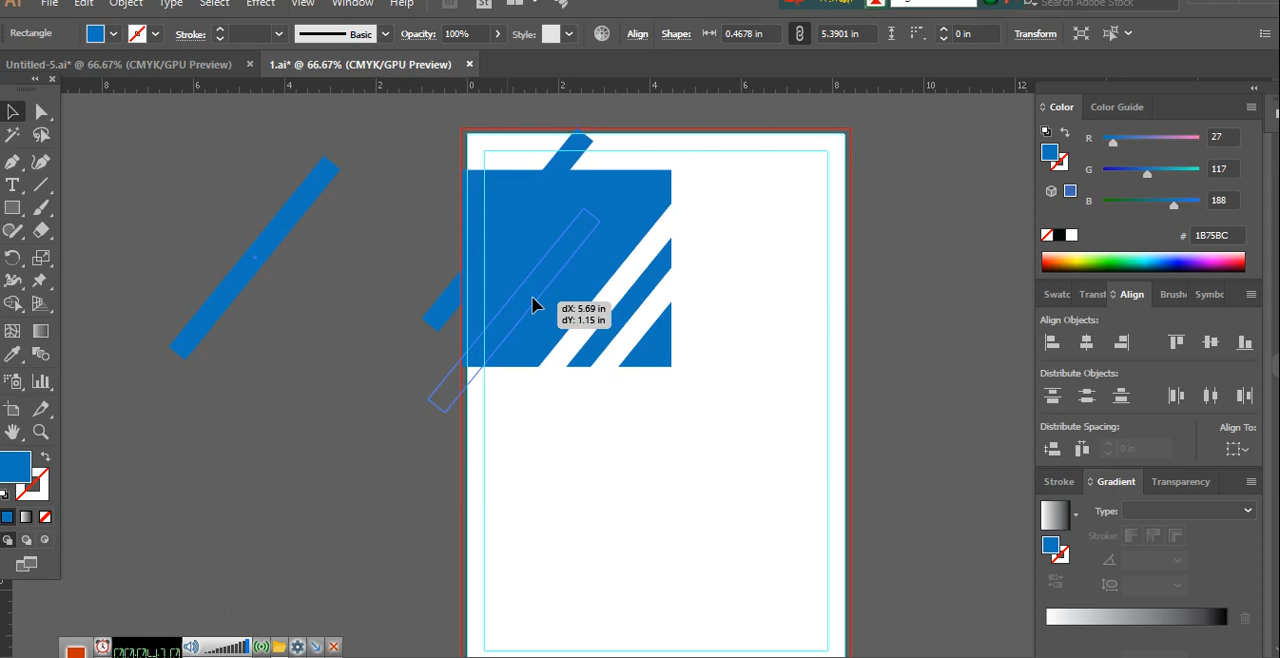 File Edit Object Type Select Effect View Window Help
Search Adobe Stock
Rectangle Stroke: Basic Opacity: 100% Style: Align Shape: 0.4678 in 5.3901 in 0 in Transform
Untitled-5.ai* @ 66.67% (CMYK/GPU Preview) × 1.ai* @ 66.67% (CMYK/GPU Preview) ×
8 6 4 2 0 2 4 6 8 10 12
Color Color Guide
R 27
G 117
B 188
# 1B75BC
Swatc Transf Align Brushe Symbc
Align Objects:
Distribute Objects:
Distribute Spacing: Align To:
0 in
Stroke Gradient Transparency
Type:
Stroke:
dX: 5.69 in
dY: 1.15 in